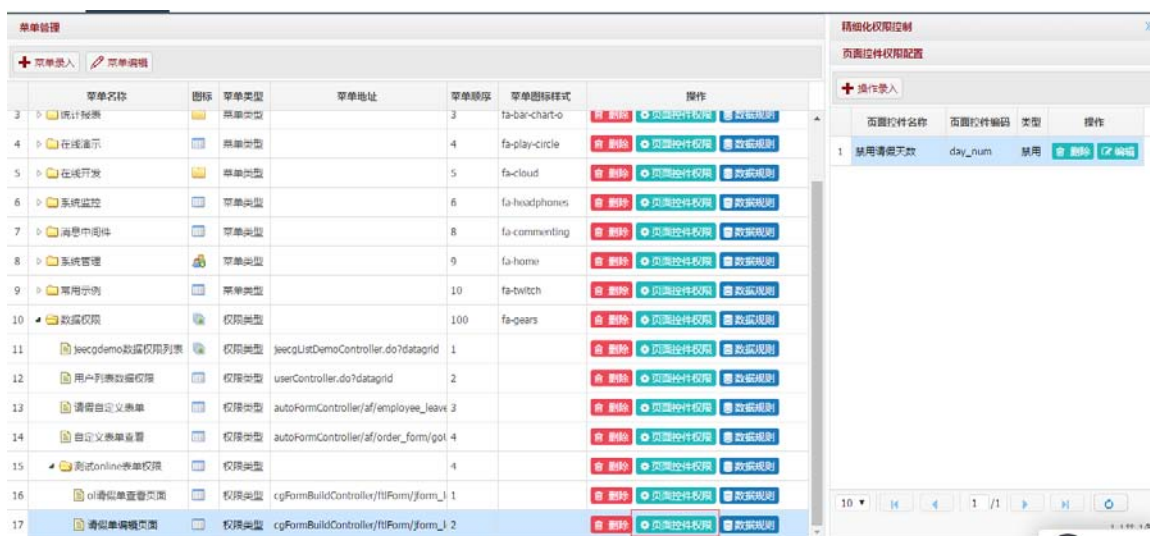 菜单管理
菜单录入 菜单编辑
菜单名称 图标 菜单类型 菜单地址 菜单顺序 菜单图标样式 操作
3 统计报表 菜单类型 3 fa-bar-chart-o 删除 页面控件权限 数据规则
4 在线演示 菜单类型 4 fa-play-circle 删除 页面控件权限 数据规则
5 在线开发 菜单类型 5 fa-cloud 删除 页面控件权限 数据规则
6 系统监控 菜单类型 6 fa-headphones 删除 页面控件权限 数据规则
7 消息中间件 菜单类型 8 fa-commenting 删除 页面控件权限 数据规则
8 系统管理 菜单类型 9 fa-home 删除 页面控件权限 数据规则
9 常用示例 菜单类型 10 fa-twitch 删除 页面控件权限 数据规则
10 数据权限 权限类型 100 fa-gears 删除 页面控件权限 数据规则
11 jeecgdemo数据权限列表 权限类型 jeecgListDemoController.do?datagrid 1 删除 页面控件权限 数据规则
12 用户列表数据权限 权限类型 userController.do?datagrid 2 删除 页面控件权限 数据规则
13 请假自定义表单 权限类型 autoFormController/af/employee_leave 3 删除 页面控件权限 数据规则
14 自定义表单查看 权限类型 autoFormController/af/order_form/go 4 删除 页面控件权限 数据规则
15 测试online表单权限 权限类型 4 删除 页面控件权限 数据规则
16 ol请假单查看页面 权限类型 cgFormBuildController/ftlForm/jform_l 1 删除 页面控件权限 数据规则
17 请假单编辑页面 权限类型 cgFormBuildController/ftlForm/jform_l 2 删除 页面控件权限 数据规则
精细化权限控制
页面控件权限配置
操作录入
页面控件名称 页面控件编码 类型 操作
1 禁用请假天数 day_num 禁用 删除 编辑
10 1 /1